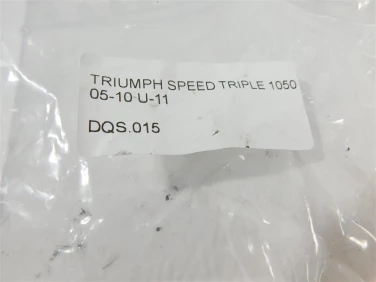 TRIUMPH SPEED TRIPLE 1050
05-10 U-11
DQS.015